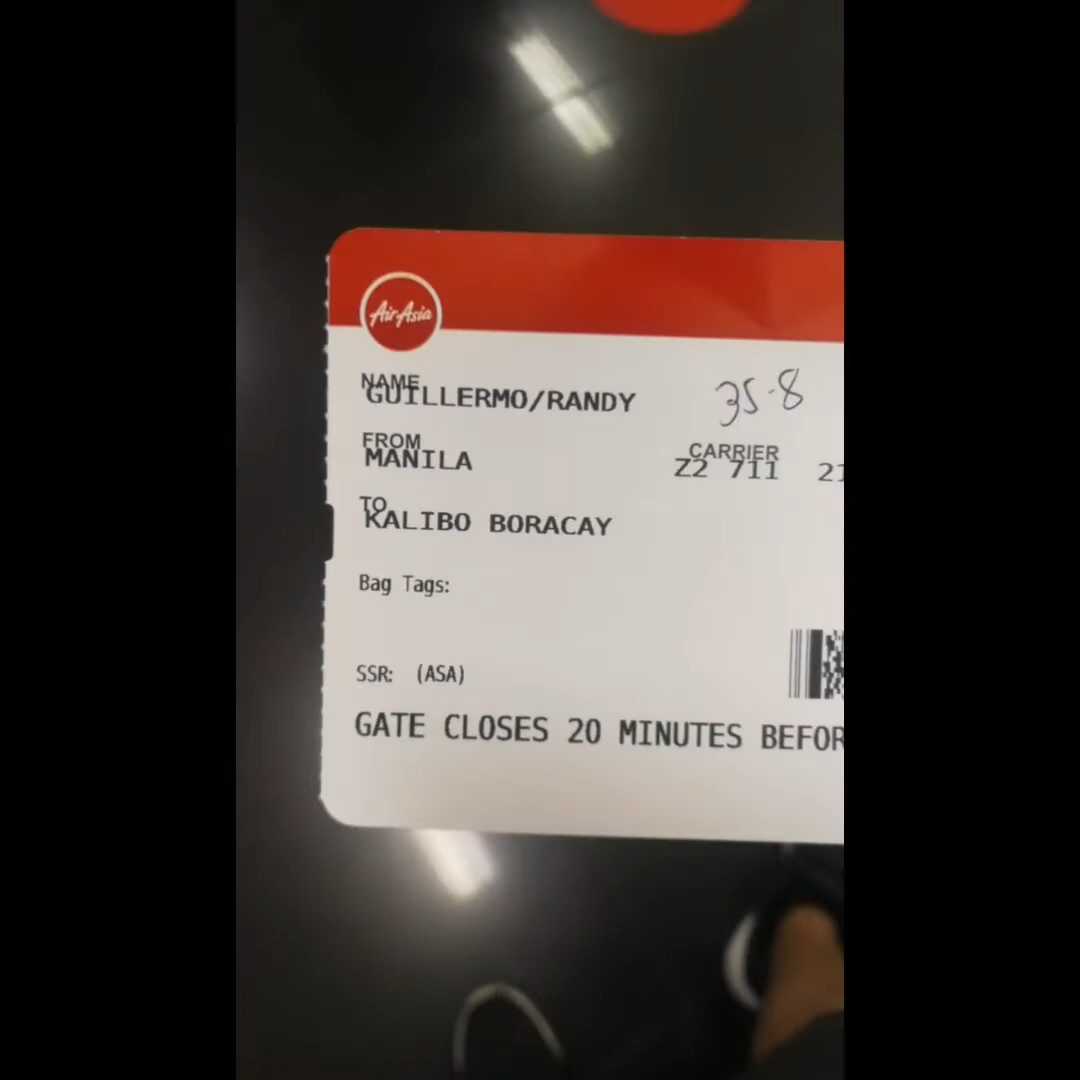 AirAsia
NAME
GUILLERMO/RANDY
35-8
FROM
MANILA
CARRIER
Z2 711 21
TO
KALIBO BORACAY
Bag Tags:
SSR: (ASA)
GATE CLOSES 20 MINUTES BEFOR